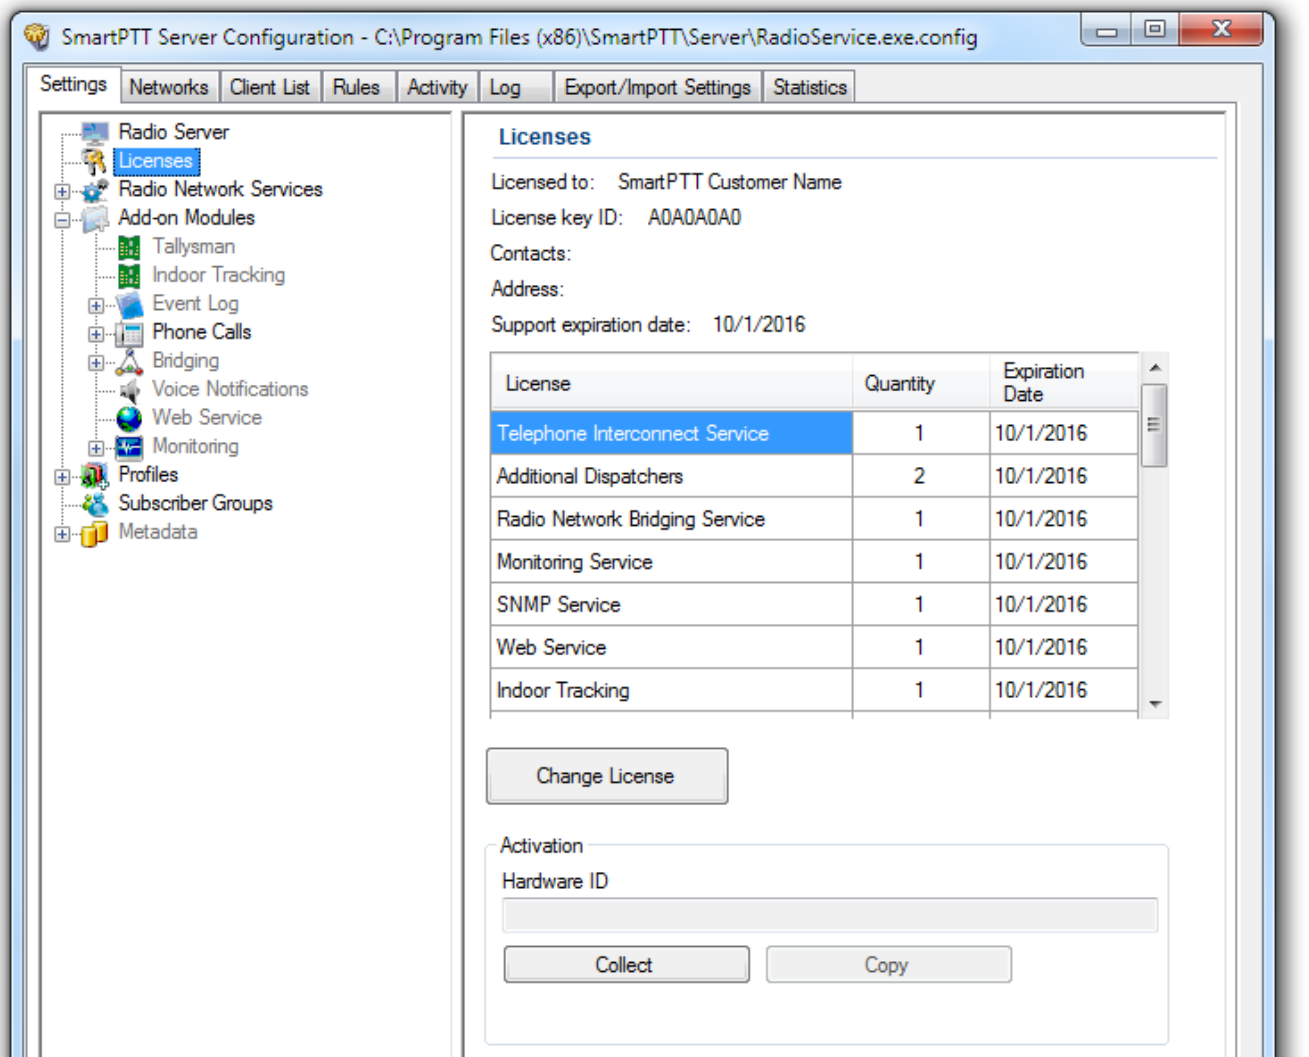 SmartPTT Server Configuration - C:\Program Files (x86)\SmartPTT\Server\RadioService.exe.config
Settings Networks Client List Rules Activity Log Export/Import Settings Statistics
Radio Server
Licenses
Radio Network Services
Add-on Modules
Tallysman
Indoor Tracking
Event Log
Phone Calls
Bridging
Voice Notifications
Web Service
Monitoring
Profiles
Subscriber Groups
Metadata
Licenses
Licensed to: SmartPTT Customer Name
License key ID: A0A0A0A0
Contacts:
Address:
Support expiration date: 10/1/2016
License Quantity Expiration Date
Telephone Interconnect Service 1 10/1/2016
Additional Dispatchers 2 10/1/2016
Radio Network Bridging Service 1 10/1/2016
Monitoring Service 1 10/1/2016
SNMP Service 1 10/1/2016
Web Service 1 10/1/2016
Indoor Tracking 1 10/1/2016
Change License
Activation
Hardware ID
Collect Copy